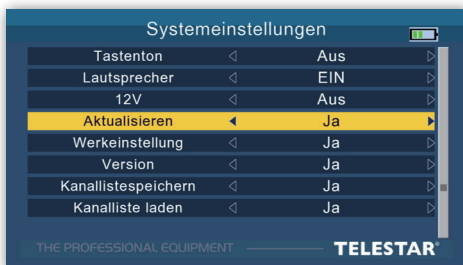 Systemeinstellungen
Tastenton Aus
Lautsprecher EIN
12V Aus
Aktualisieren Ja
Werkeinstellung Ja
Version Ja
Kanallistespeichern Ja
Kanalliste laden Ja
THE PROFESSIONAL EQUIPMENT TELESTAR®